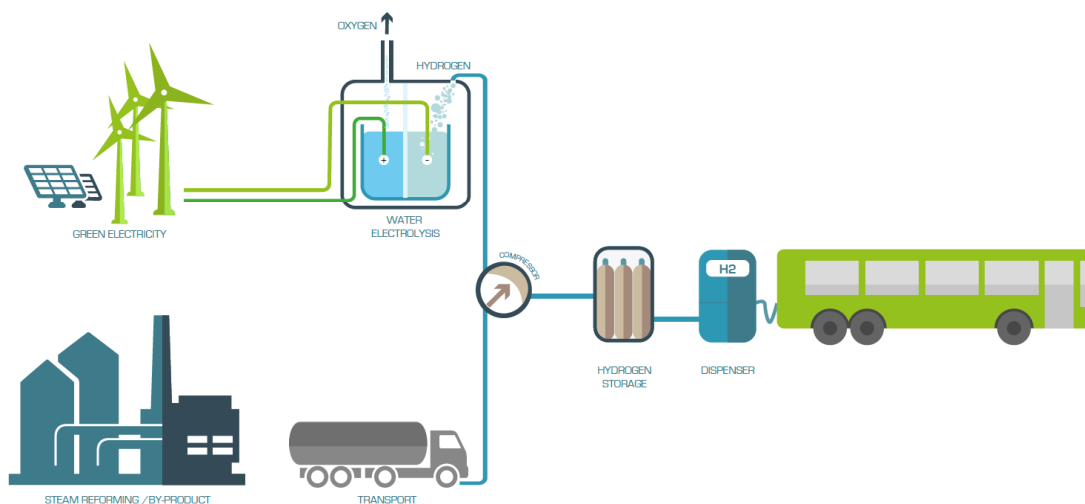 OXYGEN
HYDROGEN
+
-
GREEN ELECTRICITY
WATER
ELECTROLYSIS
COMPRESSOR
H2
HYDROGEN
STORAGE
DISPENSER
STEAM REFORMING / BY-PRODUCT
TRANSPORT